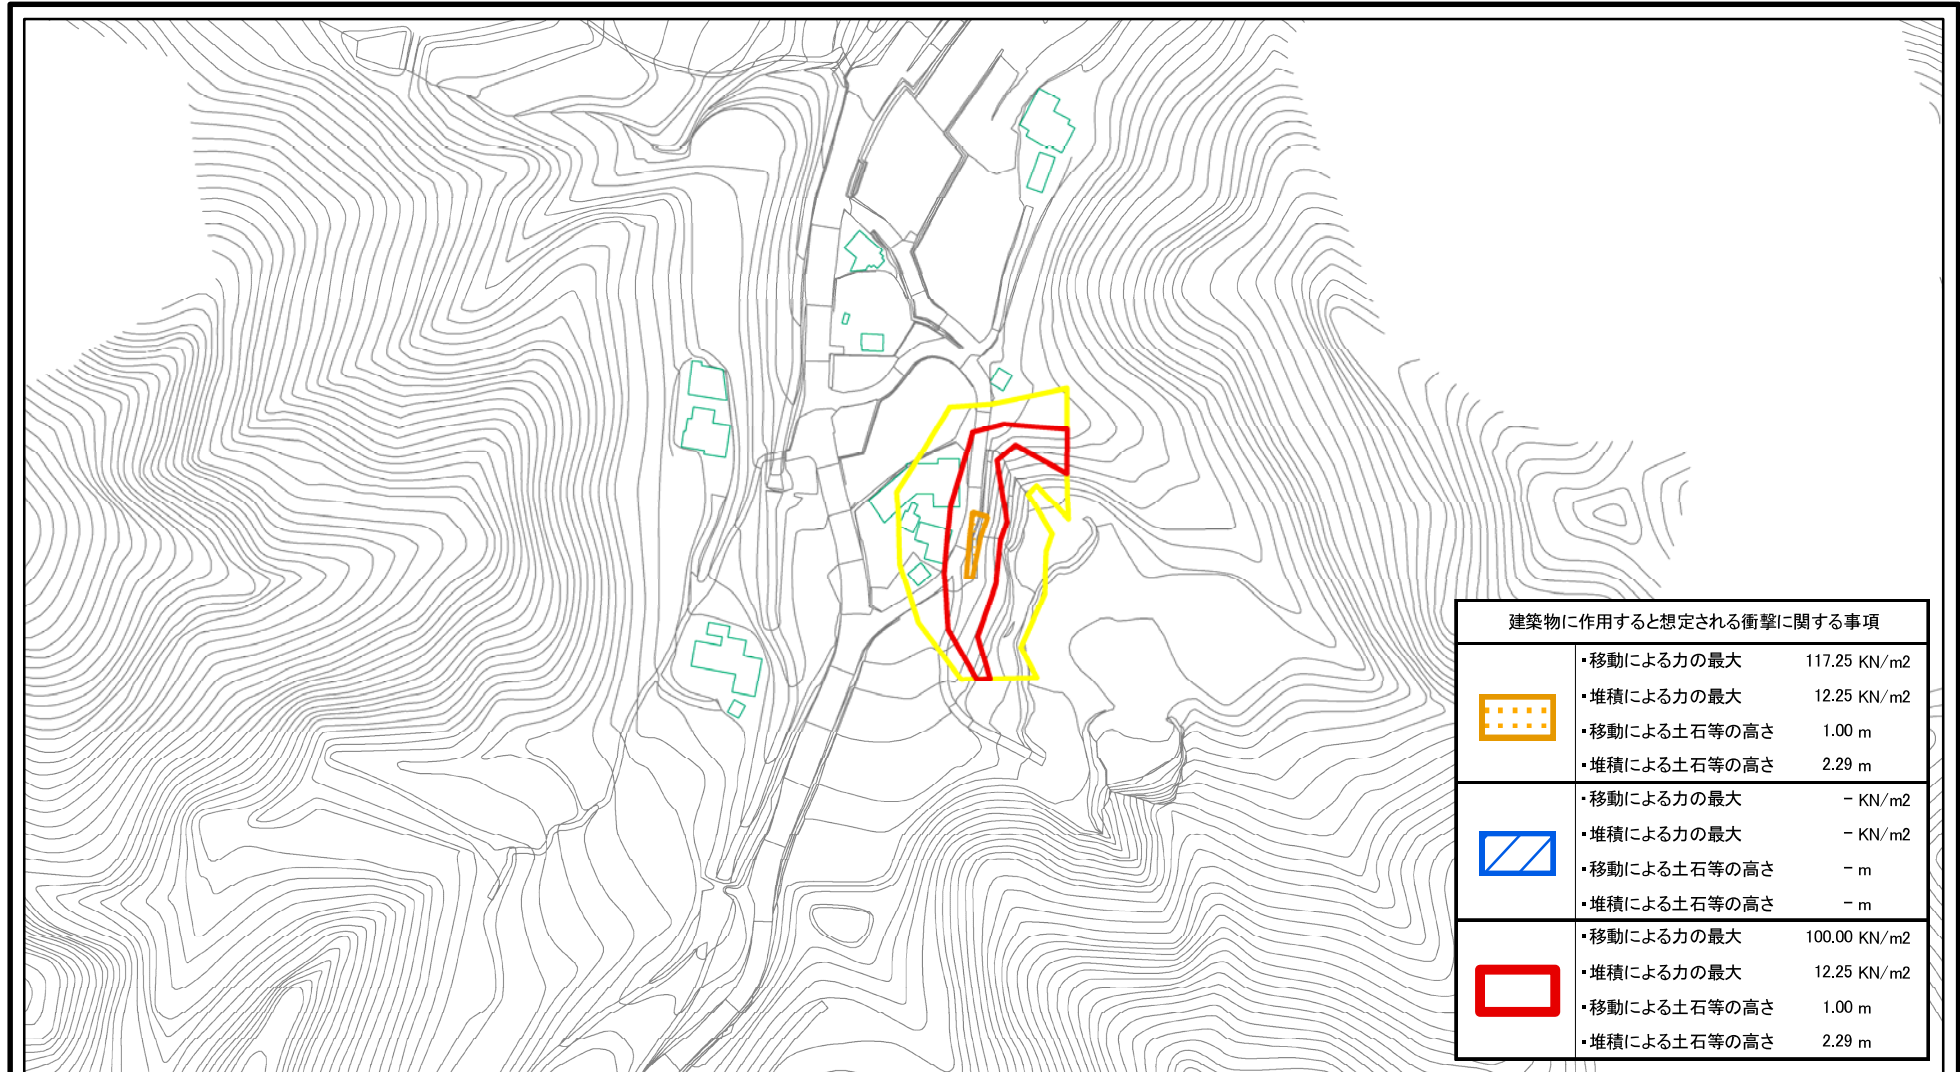 建築物に作用すると想定される衝撃に関する事項
・移動による力の最大 117.25 KN/m2
・堆積による力の最大 12.25 KN/m2
・移動による土石等の高さ 1.00 m
・堆積による土石等の高さ 2.29 m
・移動による力の最大 - KN/m2
・堆積による力の最大 - KN/m2
・移動による土石等の高さ - m
・堆積による土石等の高さ - m
・移動による力の最大 100.00 KN/m2
・堆積による力の最大 12.25 KN/m2
・移動による土石等の高さ 1.00 m
・堆積による土石等の高さ 2.29 m